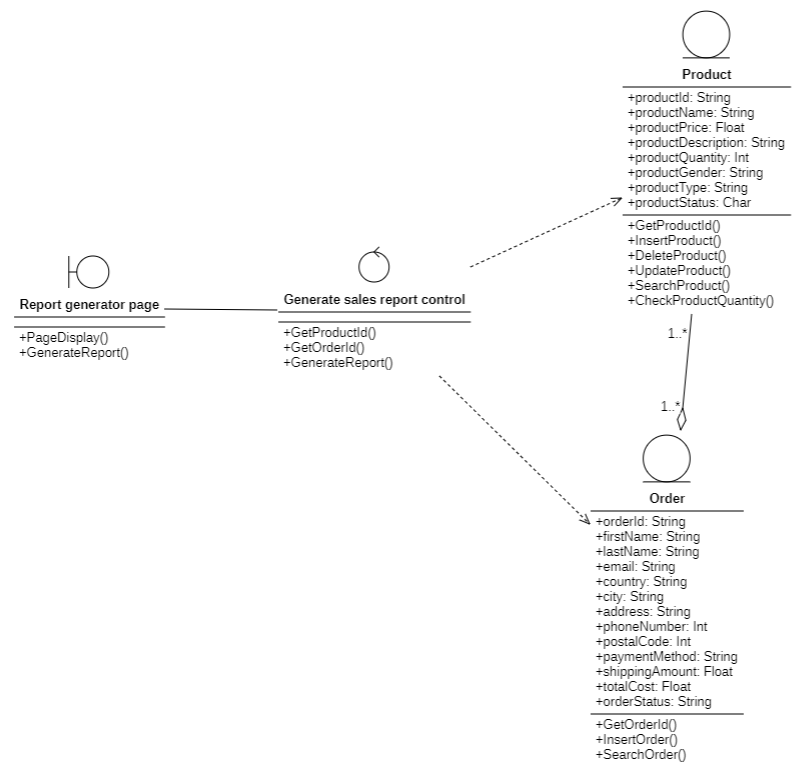 Product
+productId: String
+productName: String
+productPrice: Float
+productDescription: String
+productQuantity: Int
+productGender: String
+productType: String
+productStatus: Char
+GetProductId()
+InsertProduct()
+DeleteProduct()
+UpdateProduct()
+SearchProduct()
+CheckProductQuantity()
Report generator page
+PageDisplay()
+GenerateReport()
Generate sales report control
+GetProductId()
+GetOrderId()
+GenerateReport()
1..*
1..*
Order
+orderId: String
+firstName: String
+lastName: String
+email: String
+country: String
+city: String
+address: String
+phoneNumber: Int
+postalCode: Int
+paymentMethod: String
+shippingAmount: Float
+totalCost: Float
+orderStatus: String
+GetOrderId()
+InsertOrder()
+SearchOrder()